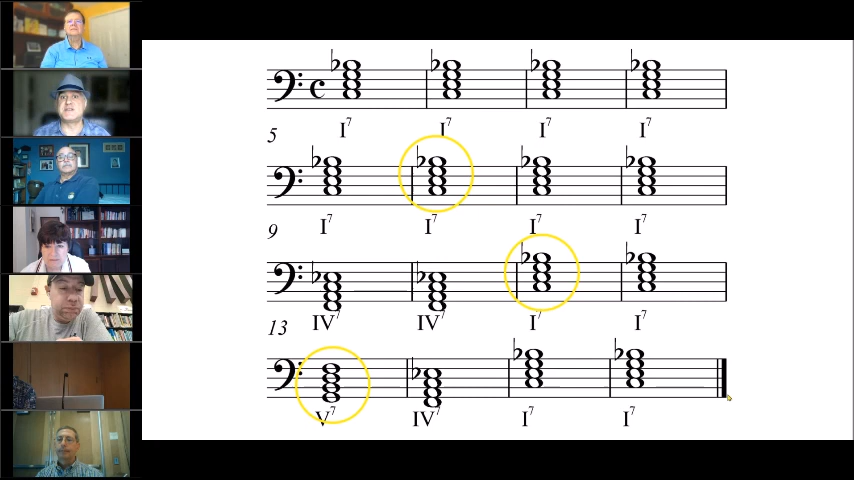 I7 I7 I7 I7
5
I7 I7 I7 I7
9
IV7 IV7 I7 I7
13
V7 IV7 I7 I7